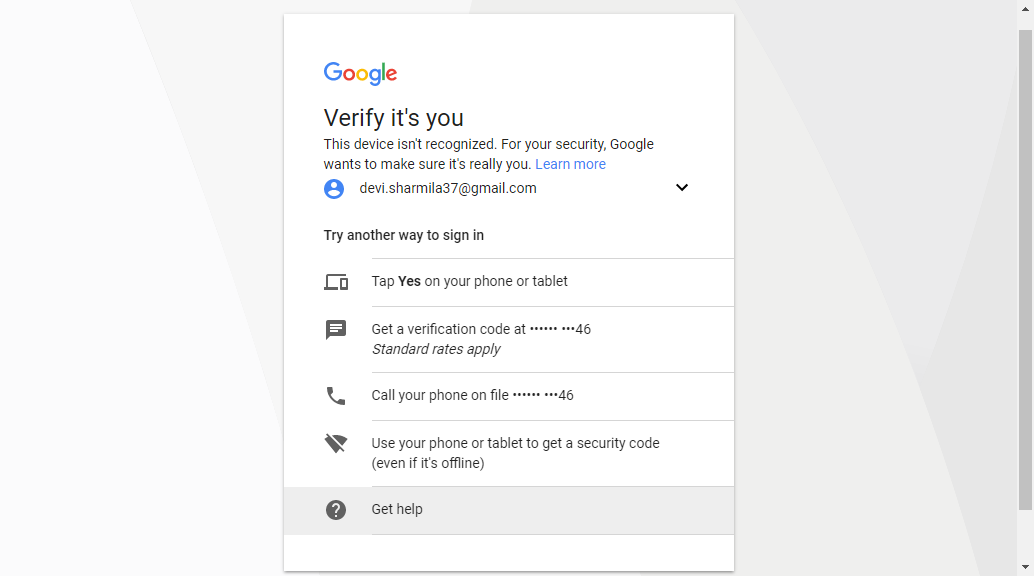 Google
Verify it's you
This device isn't recognized. For your security, Google
wants to make sure it's really you. Learn more
devi.sharmila37@gmail.com
Try another way to sign in
Tap Yes on your phone or tablet
Get a verification code at •••••• •••46
Standard rates apply
Call your phone on file •••••• •••46
Use your phone or tablet to get a security code
(even if it's offline)
Get help